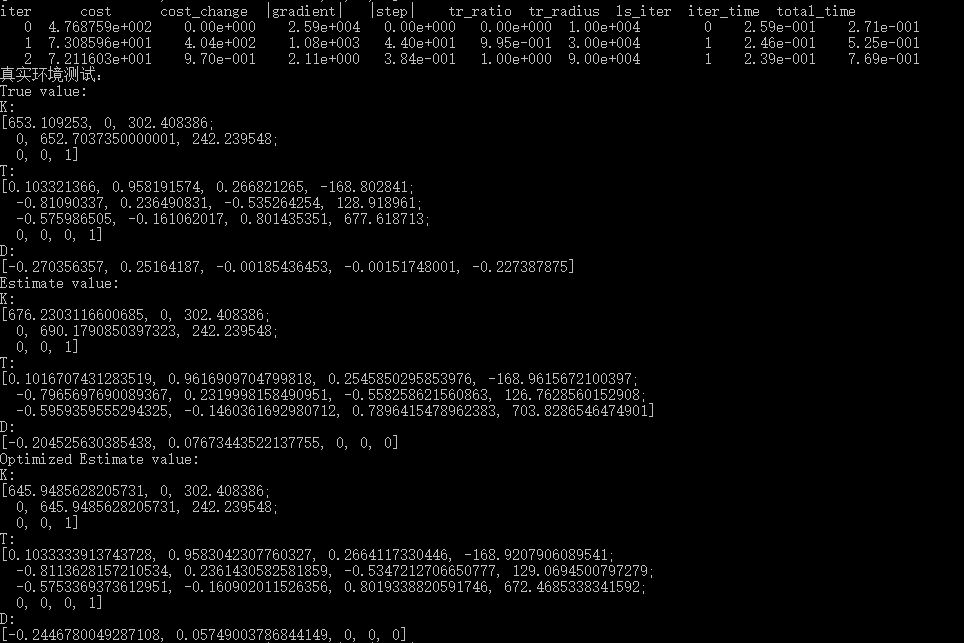 iter cost cost_change |gradient| |step| tr_ratio tr_radius ls_iter iter_time total_time
0 4.768759e+002 0.00e+000 2.59e+004 0.00e+000 0.00e+000 1.00e+004 0 2.59e-001 2.71e-001
1 7.308596e+001 4.04e+002 1.08e+003 4.40e+001 9.95e-001 3.00e+004 1 2.46e-001 5.25e-001
2 7.211603e+001 9.70e-001 2.11e+000 3.84e-001 1.00e+000 9.00e+004 1 2.39e-001 7.69e-001
真实环境测试:
True value:
K:
[653.109253, 0, 302.408386;
0, 652.7037350000001, 242.239548;
0, 0, 1]
T:
[0.103321366, 0.958191574, 0.266821265, -168.802841;
-0.81090337, 0.236490831, -0.535264254, 128.918961;
-0.575986505, -0.161062017, 0.801435351, 677.618713;
0, 0, 0, 1]
D:
[-0.270356357, 0.25164187, -0.00185436453, -0.00151748001, -0.227387875]
Estimate value:
K:
[676.2303116600685, 0, 302.408386;
0, 690.1790850397323, 242.239548;
0, 0, 1]
T:
[0.1016707431283519, 0.9616909704799818, 0.2545850295853976, -168.9615672100397;
-0.7965697690089367, 0.2319998158490951, -0.558258621560863, 126.7628560152908;
-0.5959359555294325, -0.1460361692980712, 0.7896415478962383, 703.8286546474901]
D:
[-0.204525630385438, 0.07673443522137755, 0, 0, 0]
Optimized Estimate value:
K:
[645.9485628205731, 0, 302.408386;
0, 645.9485628205731, 242.239548;
0, 0, 1]
T:
[0.1033333913743728, 0.9583042307760327, 0.2664117330446, -168.9207906089541;
-0.8113628157210534, 0.2361430582581859, -0.5347212706650777, 129.0694500797279;
-0.5753369373612951, -0.160902011526356, 0.8019338820591746, 672.4685338341592;
0, 0, 0, 1]
D:
[-0.2446780049287108, 0.05749003786844149, 0, 0, 0]